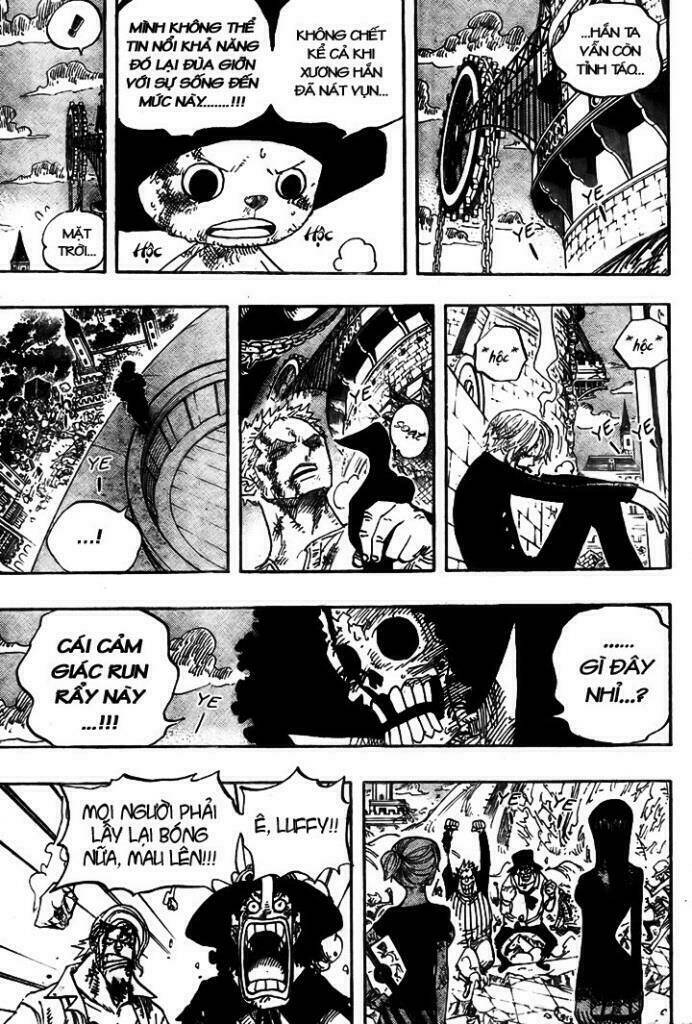 ...HẮN TA
VẪN CÒN
TỈNH TÁO...
YE
YE
KHÔNG CHẾT
KỂ CẢ KHI
XƯƠNG HẮN
ĐÃ NÁT VỤN...
MÌNH KHÔNG THỂ
TIN NỔI KHẢ NĂNG
ĐÓ LẠI ĐÙA GIỠN
VỚI SỰ SỐNG ĐẾN
MỨC NÀY.......!!!
HỘC
HỘC
!
MẶT
TRỜI...
*HỘC*
*HỘC*
YE
YE
YE
SOẠT
YE
...!
......
GÌ ĐÂY
NHỈ...?
CÁI CẢM
GIÁC RUN
RẨY NÀY
...!!!
YE
YE
YE
Ê, LUFFY!!
MỌI NGƯỜI PHẢI
LẤY LẠI BÓNG
NỮA, MAU LÊN!!!